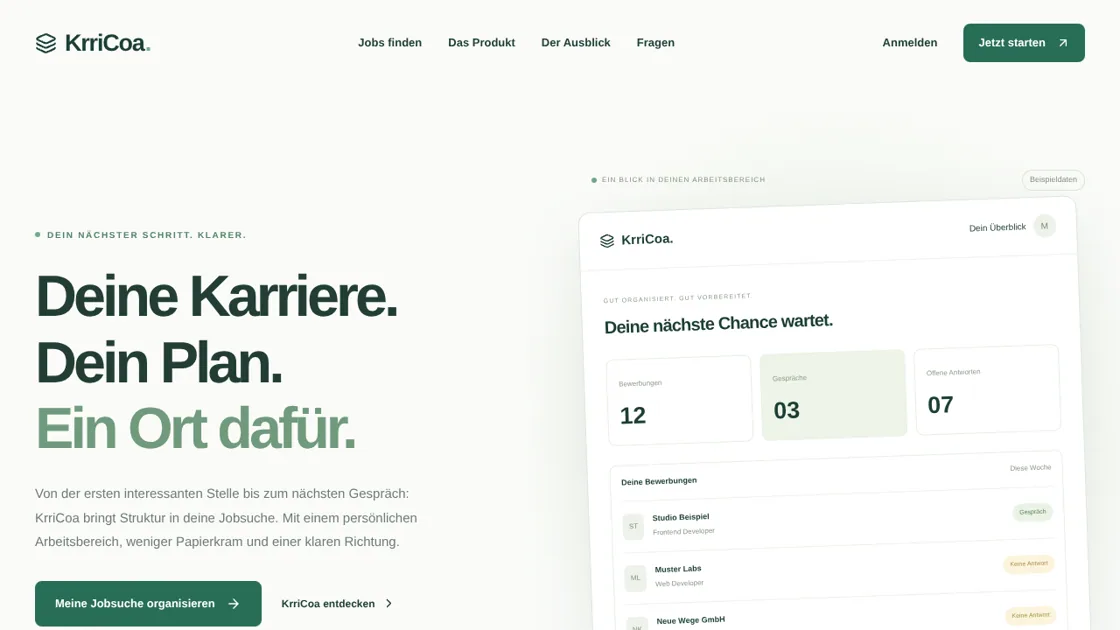 KrriCoa.
Jobs finden
Das Produkt
Der Ausblick
Fragen
Anmelden
Jetzt starten
DEIN NÄCHSTER SCHRITT. KLARER.
Deine Karriere.
Dein Plan.
Ein Ort dafür.
Von der ersten interessanten Stelle bis zum nächsten Gespräch:
KrriCoa bringt Struktur in deine Jobsuche. Mit einem persönlichen
Arbeitsbereich, weniger Papierkram und einer klaren Richtung.
Meine Jobsuche organisieren
KrriCoa entdecken
EIN BLICK IN DEINEN ARBEITSBEREICH
Beispieldaten
KrriCoa.
Dein Überblick
M
GUT ORGANISIERT. GUT VORBEREITET.
Deine nächste Chance wartet.
Bewerbungen
12
Gespräche
03
Offene Antworten
07
Deine Bewerbungen
Diese Woche
ST
Studio Beispiel
Frontend Developer
Gespräch
ML
Muster Labs
Web Developer
Keine Antwort
Neue Wege GmbH
Keine Antwort